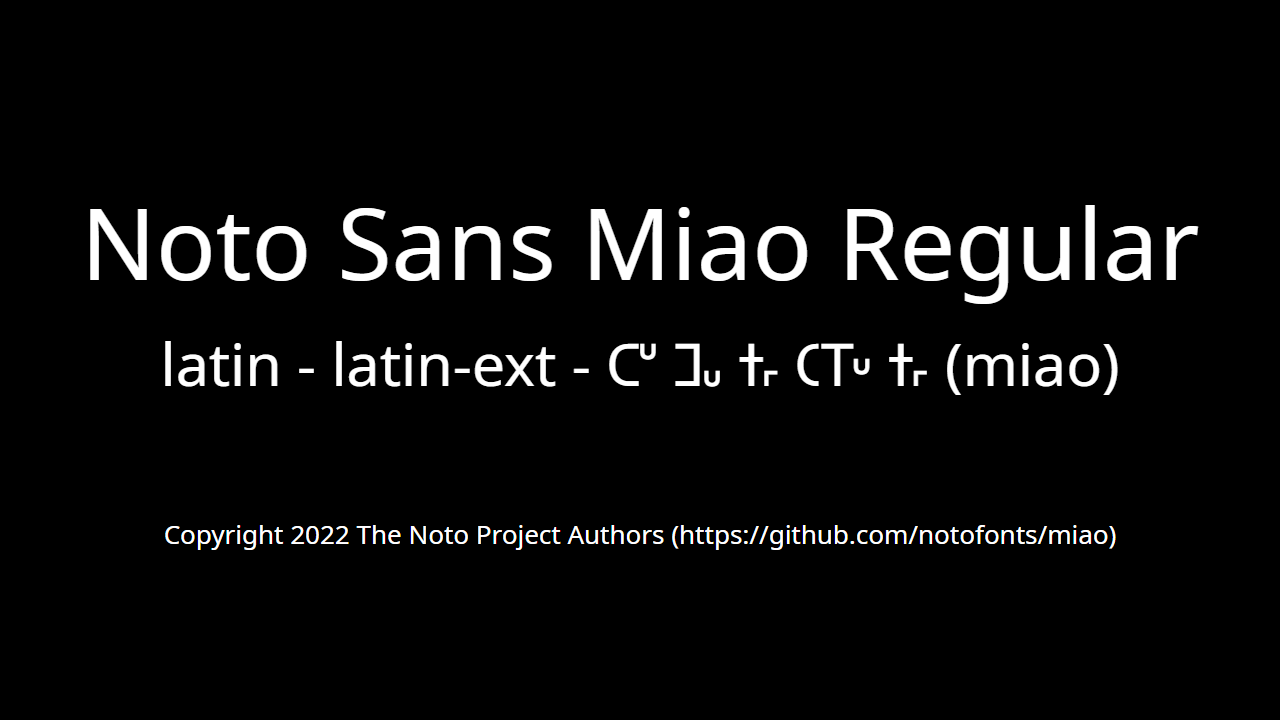 Noto Sans Miao Regular
latin - latin-ext - (miao)
Copyright 2022 The Noto Project Authors (https://github.com/notofonts/miao)